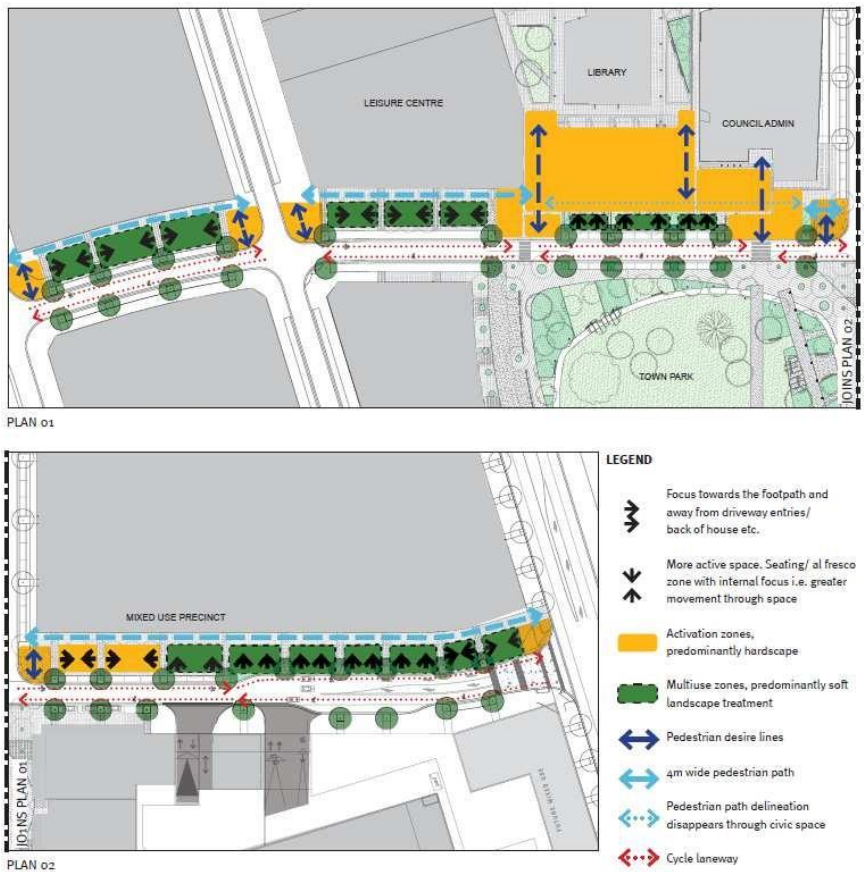 LIBRARY
LEISURE CENTRE
COUNCIL ADMIN
TOWN PARK
JOINS PLAN 02
PLAN 01
LEGEND
Focus towards the footpath and
away from driveway entries/
back of house etc.
More active space. Seating/ al fresco
zone with internal focus i.e. greater
movement through space
Activation zones,
predominantly hardscape
Multiuse zones, predominantly soft
landscape treatment
Pedestrian desire lines
4m wide pedestrian path
Pedestrian path delineation
disappears through civic space
Cycle laneway
MIXED USE PRECINCT
FUTURE MIXED USE
JOINS PLAN 01
PLAN 02